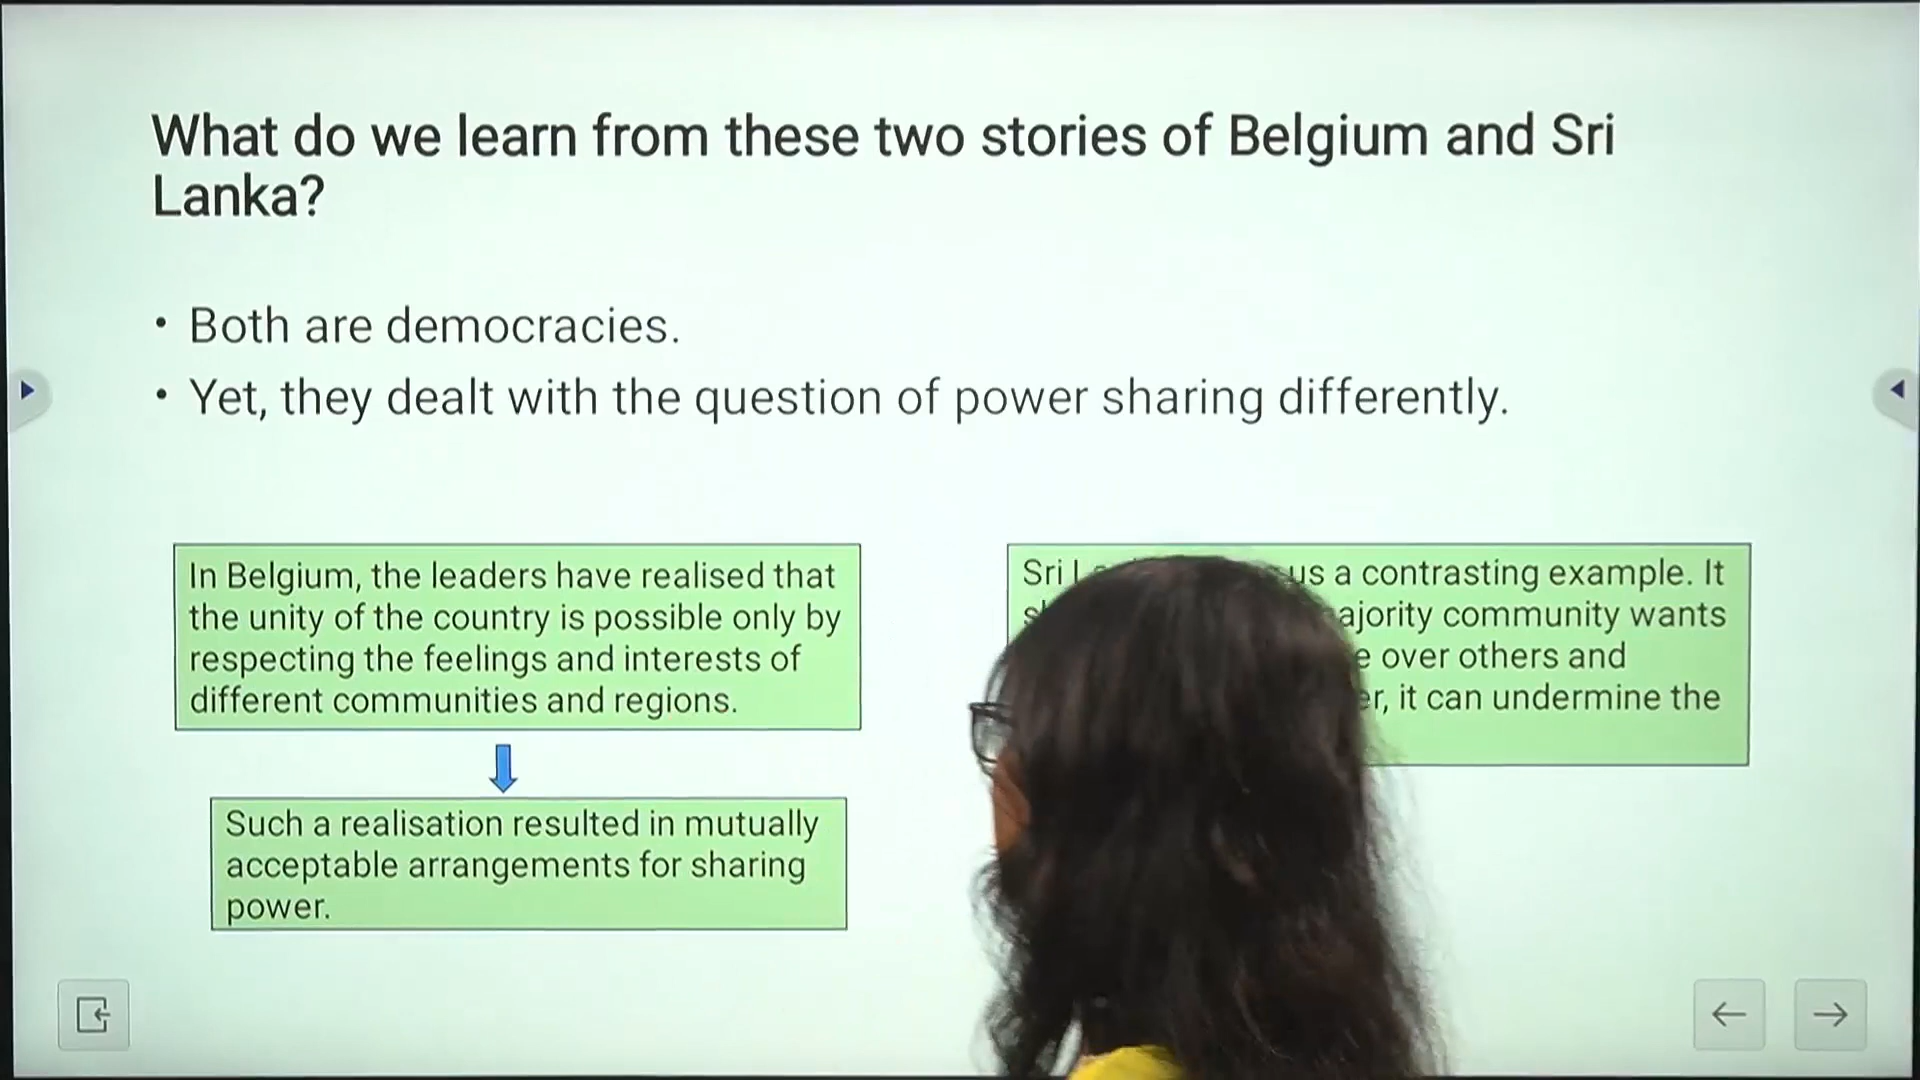 What do we learn from these two stories of Belgium and Sri
Lanka?
• Both are democracies.
• Yet, they dealt with the question of power sharing differently.
In Belgium, the leaders have realised that
the unity of the country is possible only by
respecting the feelings and interests of
different communities and regions.
Such a realisation resulted in mutually
acceptable arrangements for sharing
power.
Sri us a contrasting example. It
community wants
over others and
it can undermine the